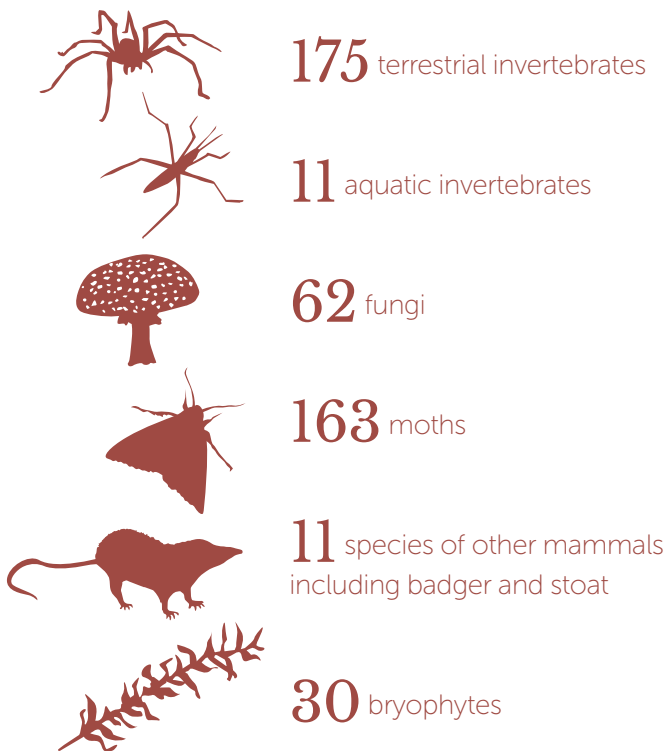 175 terrestrial invertebrates
11 aquatic invertebrates
62 fungi
163 moths
11 species of other mammals
including badger and stoat
30 bryophytes